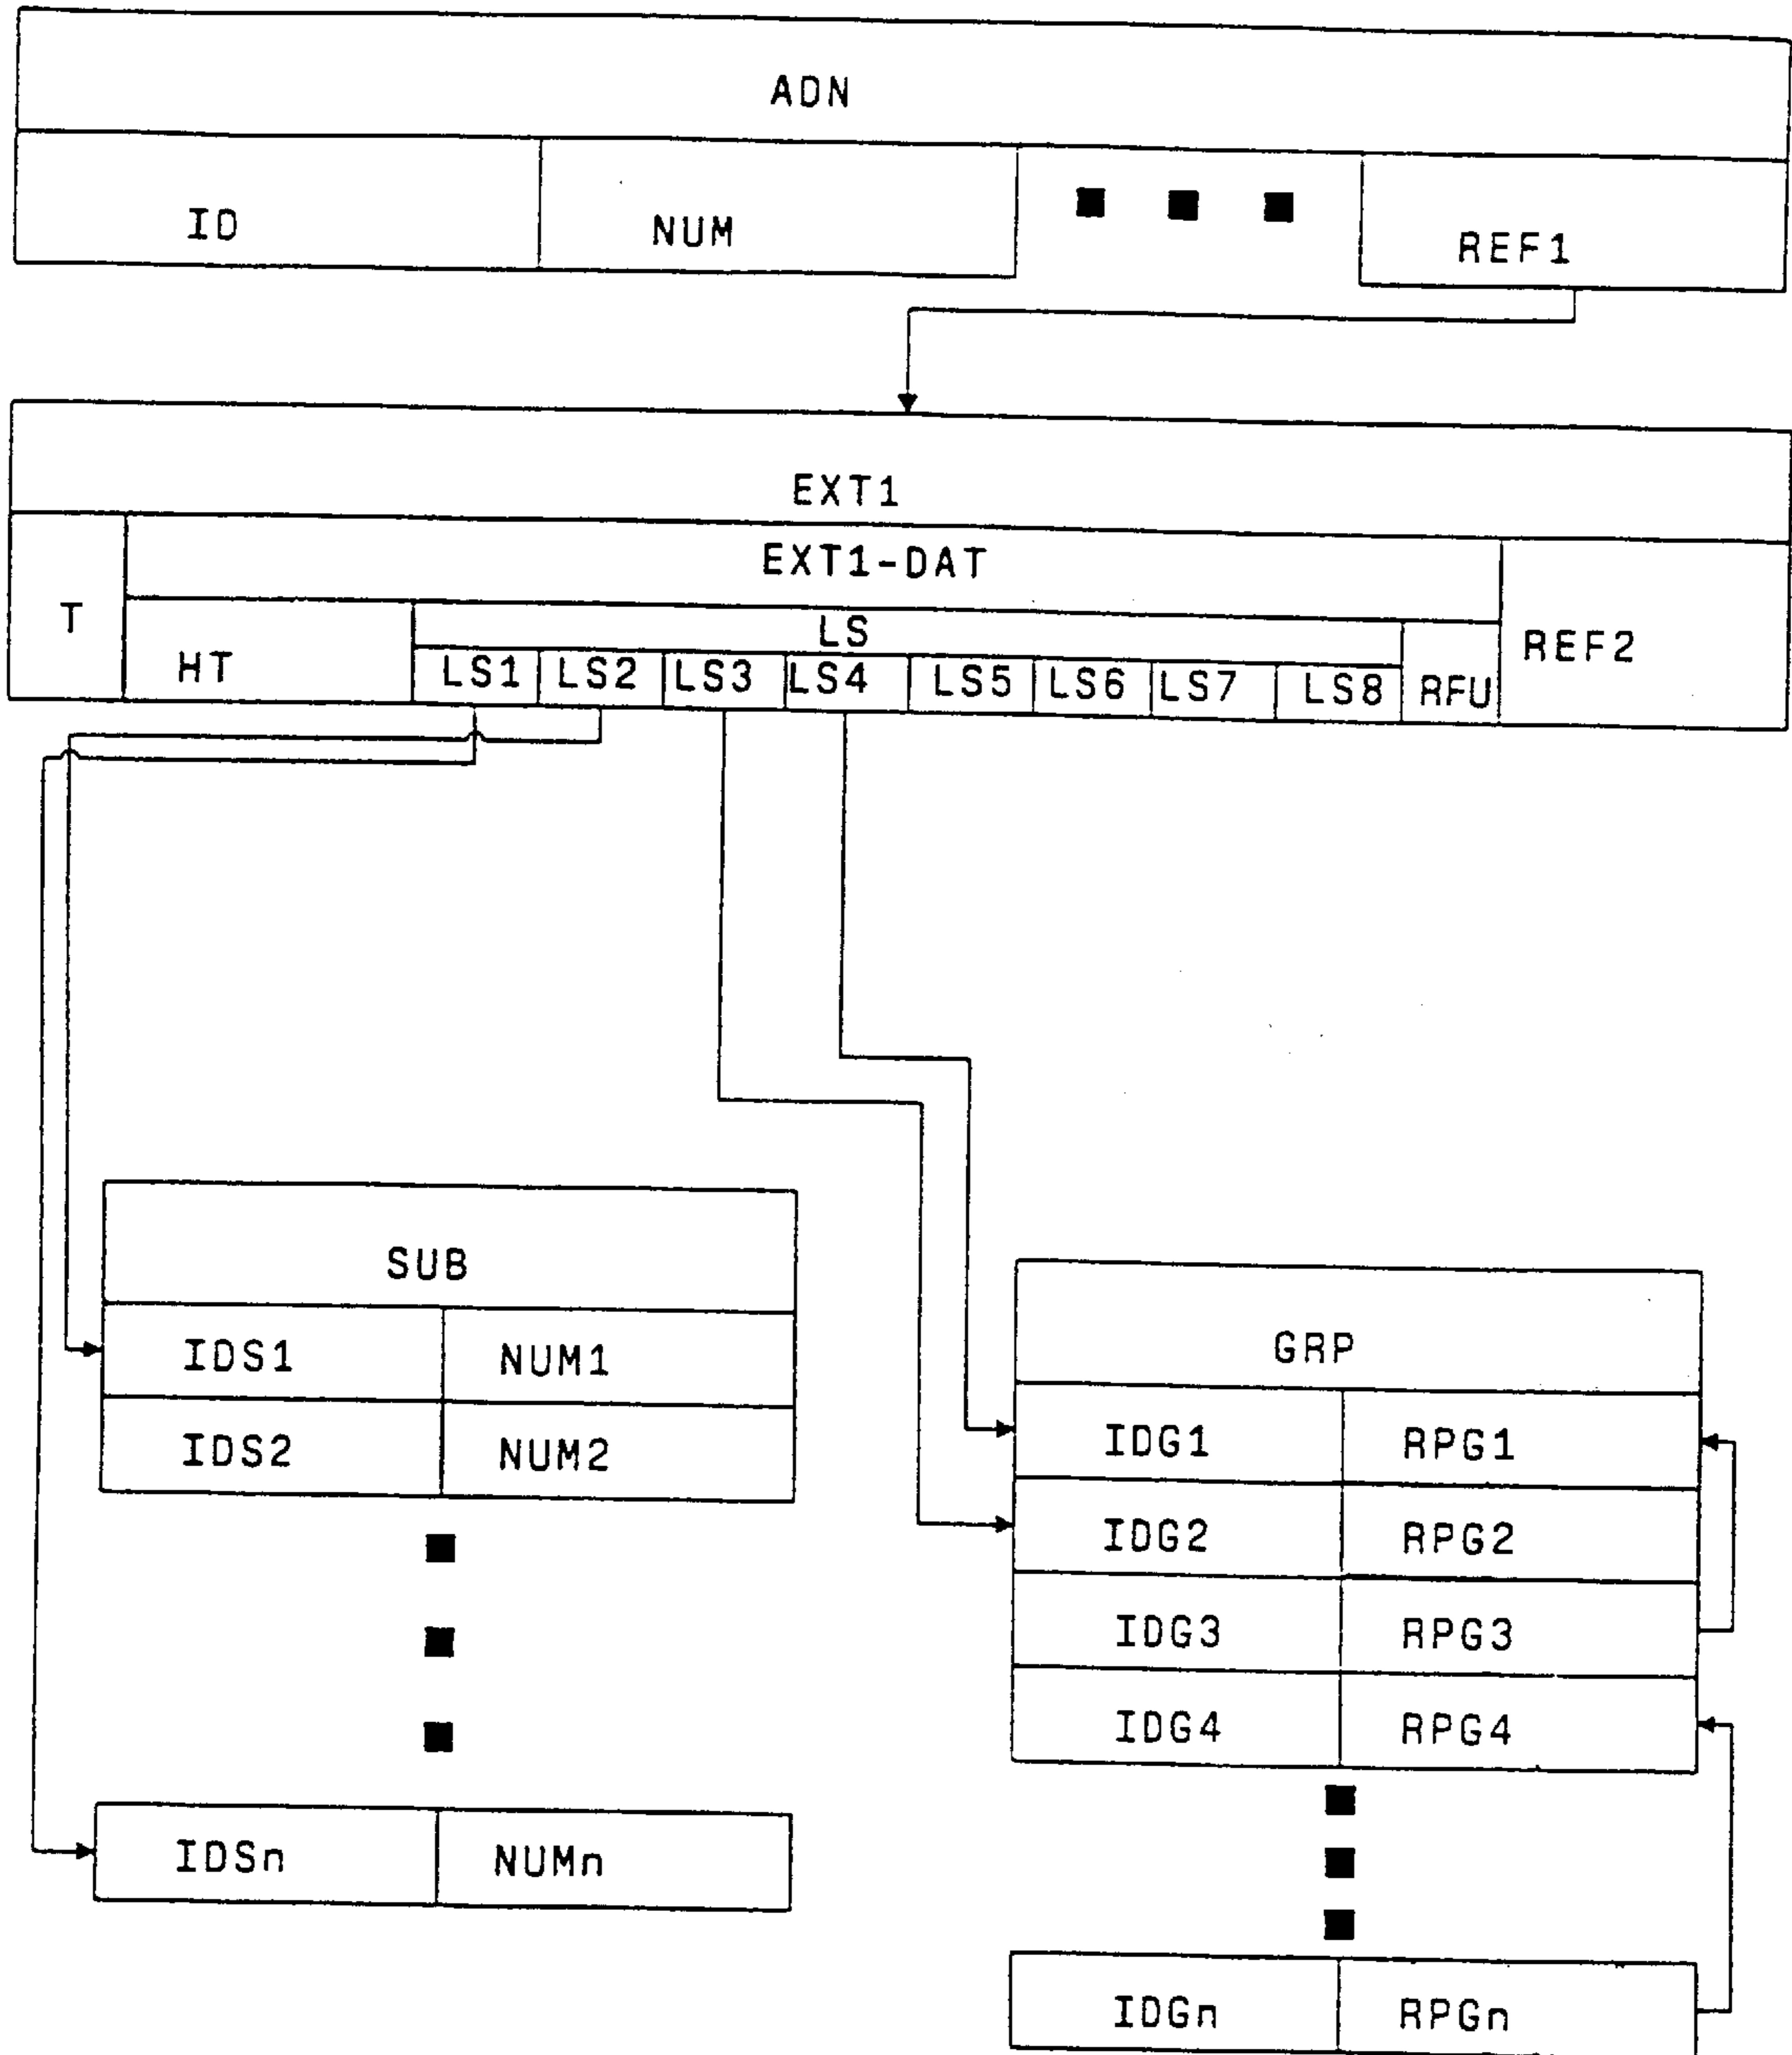 ADN
ID NUM REF1
EXT1
EXT1-DAT
T HT LS REF2
LS1 LS2 LS3 LS4 LS5 LS6 LS7 LS8 RFU
SUB
IDS1 NUM1
IDS2 NUM2
IDSn NUMn
GRP
IDG1 RPG1
IDG2 RPG2
IDG3 RPG3
IDG4 RPG4
IDGn RPGn